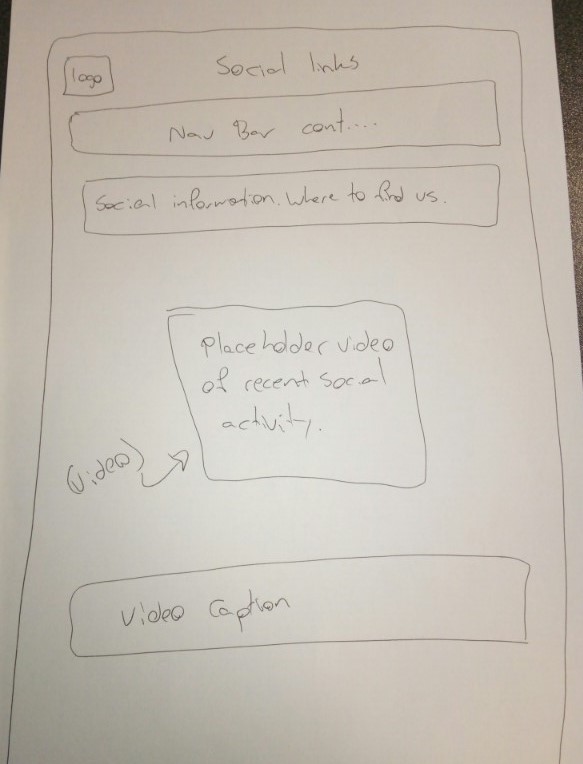 logo
Social links
Nav Bar cont....
Social information. Where to find us.
Placeholder video
of recent social
activity.
(video)
Video Caption